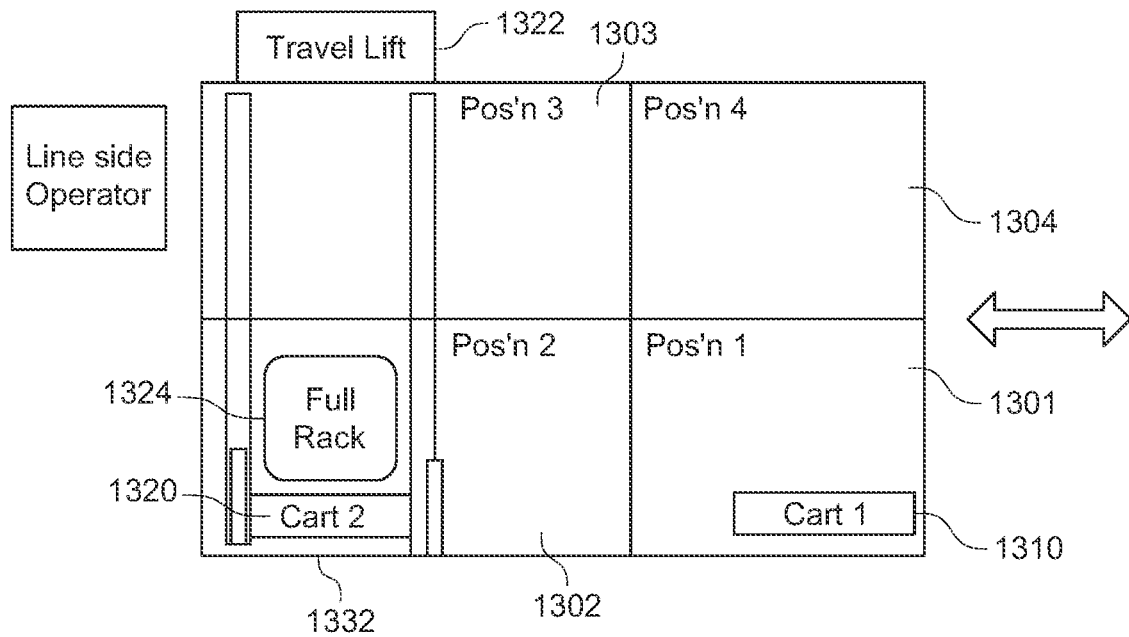 Travel Lift
1322
1303
Pos'n 3
Pos'n 4
Line side
Operator
1304
Pos'n 2
Pos'n 1
1324
Full
Rack
1301
1320
Cart 2
Cart 1
1310
1332
1302